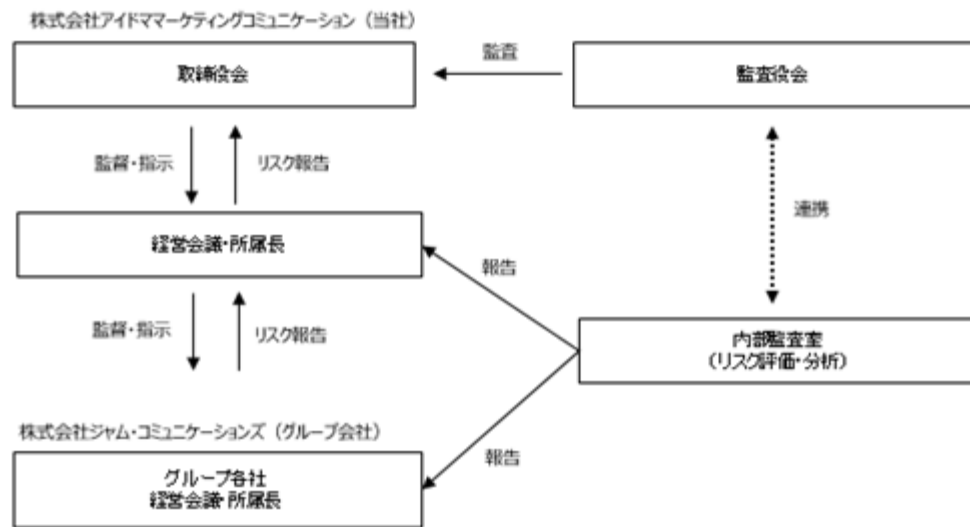 株式会社アイドママーケティングコミュニケーション（当社）
取締役会
監査
監査役会
監督・指示
リスク報告
連携
経営会議・所属長
報告
監督・指示
リスク報告
内部監査室
（リスク評価・分析）
株式会社ジャム・コミュニケーションズ（グループ会社）
報告
グループ各社
経営会議・所属長